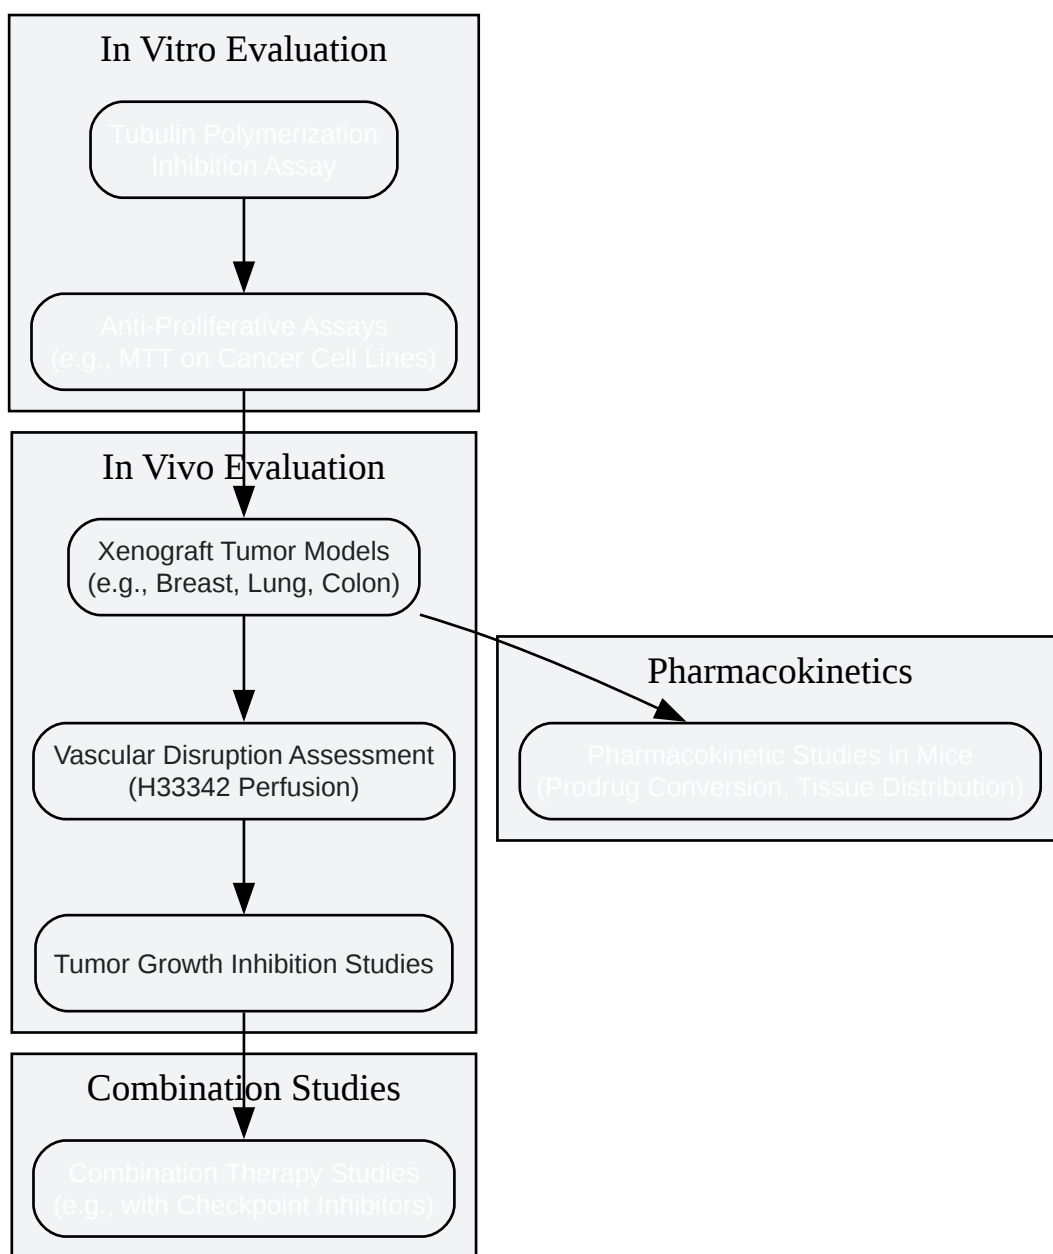 In Vitro Evaluation
Tubulin Polymerization
Inhibition Assay
Anti-Proliferative Assays
(e.g., MTT on Cancer Cell Lines)
In Vivo Evaluation
Xenograft Tumor Models
(e.g., Breast, Lung, Colon)
Vascular Disruption Assessment
(H33342 Perfusion)
Tumor Growth Inhibition Studies
Pharmacokinetics
Pharmacokinetic Studies in Mice
(Prodrug Conversion, Tissue Distribution)
Combination Studies
Combination Therapy Studies
(e.g., with Checkpoint Inhibitors)